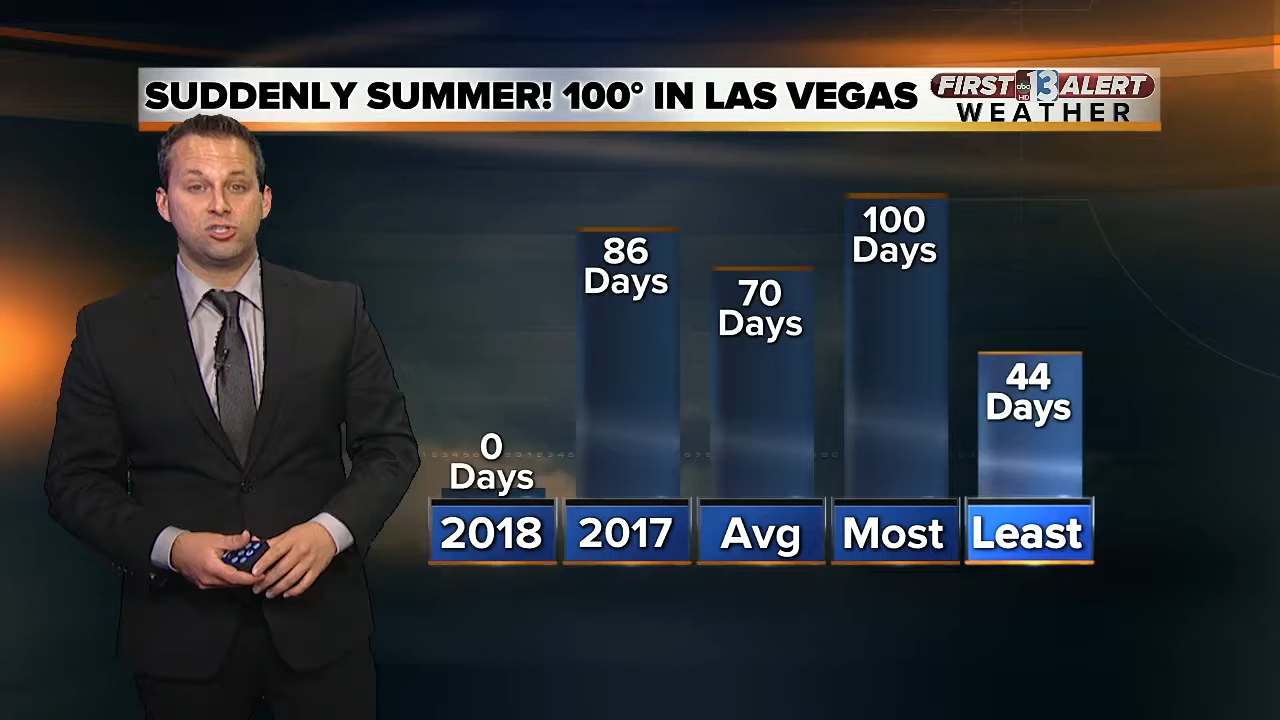 SUDDENLY SUMMER! 100° IN LAS VEGAS
FIRST abc 13 HD ALERT
WEATHER
86
Days
70
Days
100
Days
44
Days
0
Days
2018
2017
Avg
Most
Least